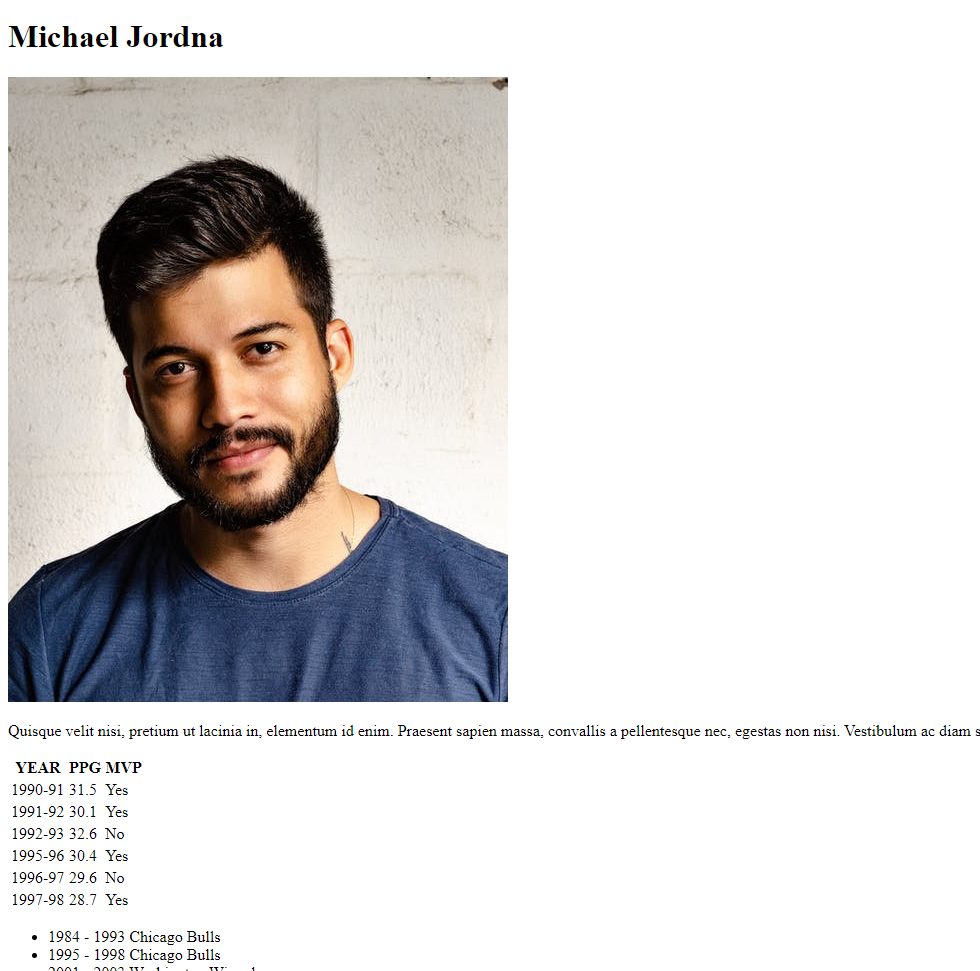 Michael Jordna
Quisque velit nisi, pretium ut lacinia in, elementum id enim. Praesent sapien massa, convallis a pellentesque nec, egestas non nisi. Vestibulum ac diam s
YEAR PPG MVP
1990-91 31.5 Yes
1991-92 30.1 Yes
1992-93 32.6 No
1995-96 30.4 Yes
1996-97 29.6 No
1997-98 28.7 Yes
• 1984 - 1993 Chicago Bulls
• 1995 - 1998 Chicago Bulls